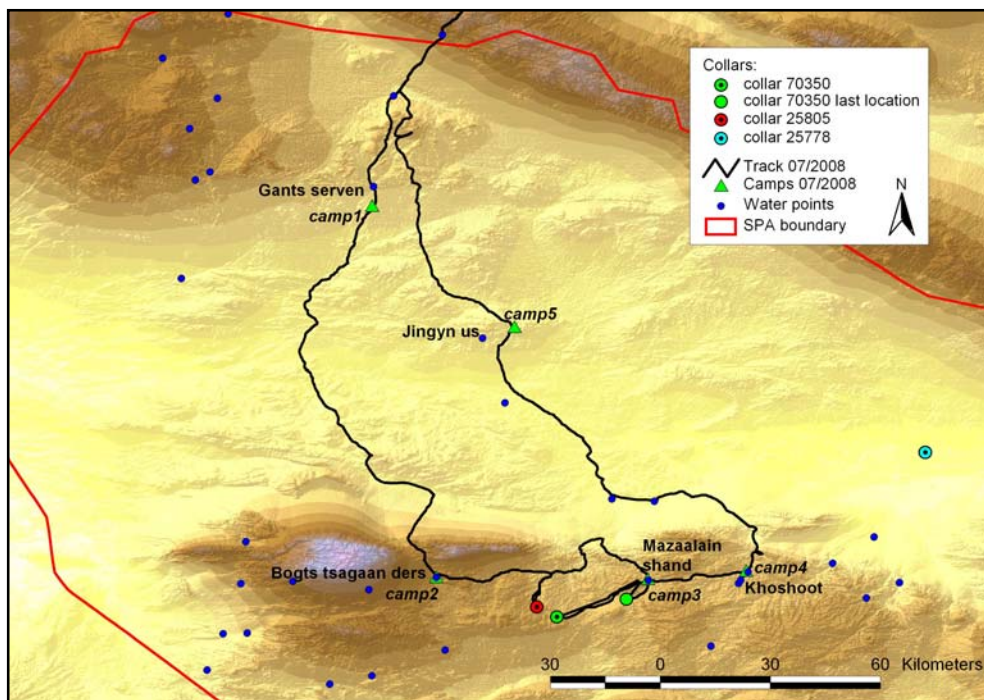 Collars:
collar 70350
collar 70350 last location
collar 25805
collar 25778
Track 07/2008
Camps 07/2008
Water points
SPA boundary
N
Gants serven
camp1
camp5
Jingyn us
Mazaalain
shand
Bogts tsagaan ders
camp2
camp3
camp4
Khoshoot
30 0 30 60 Kilometers